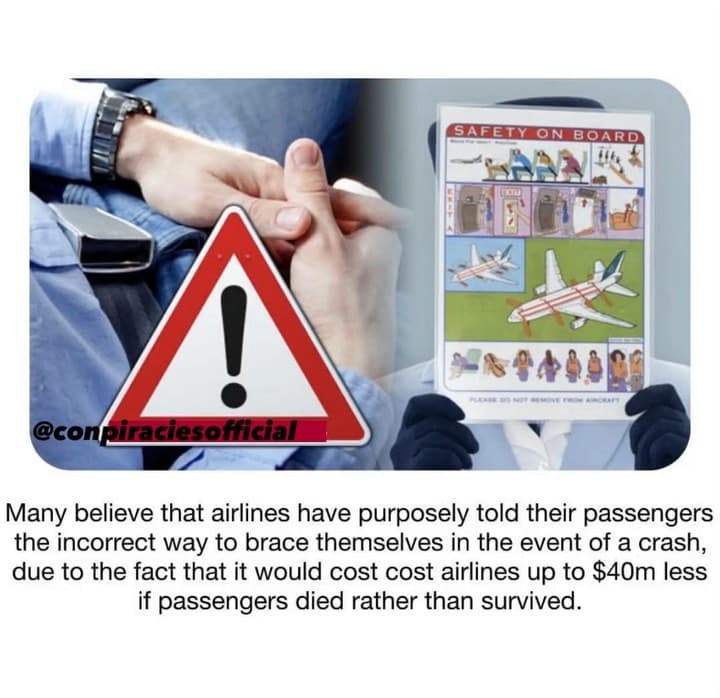 SAFETY ON BOARD
EXIT
PLEASE DO NOT REMOVE FROM AIRCRAFT
@conpiraciesofficial
Many believe that airlines have purposely told their passengers
the incorrect way to brace themselves in the event of a crash,
due to the fact that it would cost cost airlines up to $40m less
if passengers died rather than survived.